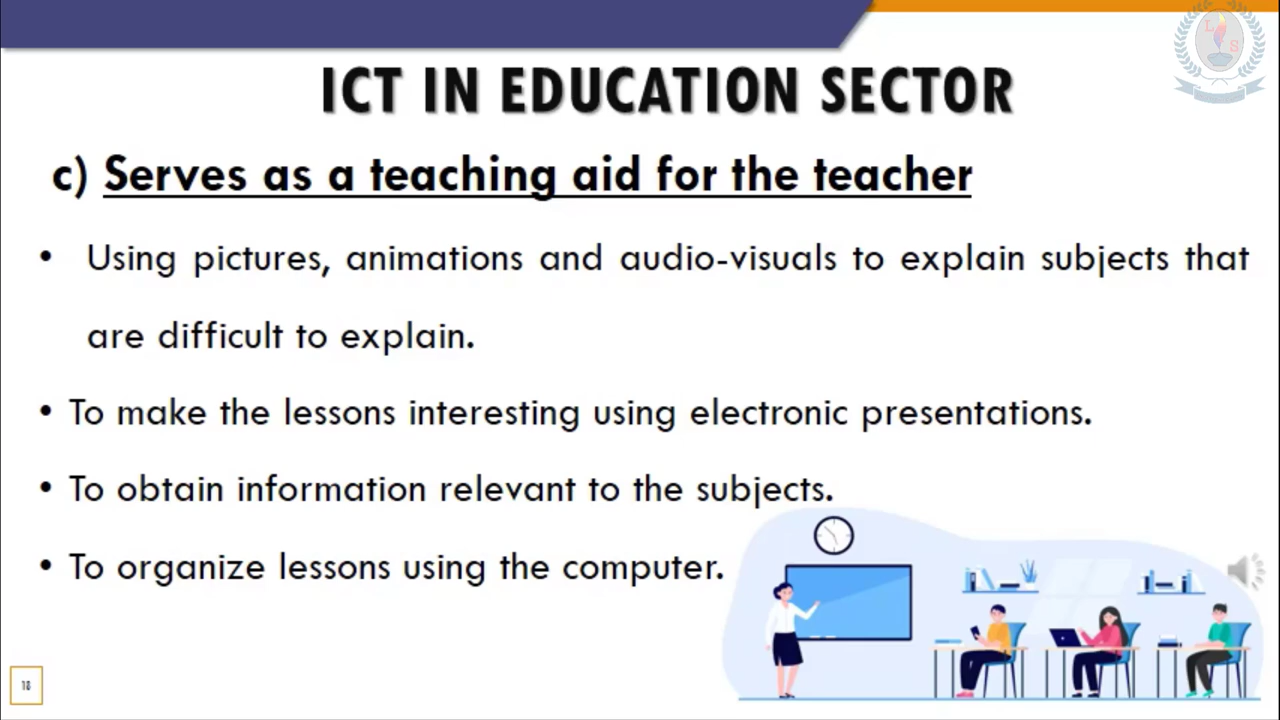 L
S
ICT IN EDUCATION SECTOR
c) Serves as a teaching aid for the teacher
• Using pictures, animations and audio-visuals to explain subjects that
are difficult to explain.
• To make the lessons interesting using electronic presentations.
• To obtain information relevant to the subjects.
• To organize lessons using the computer.
18